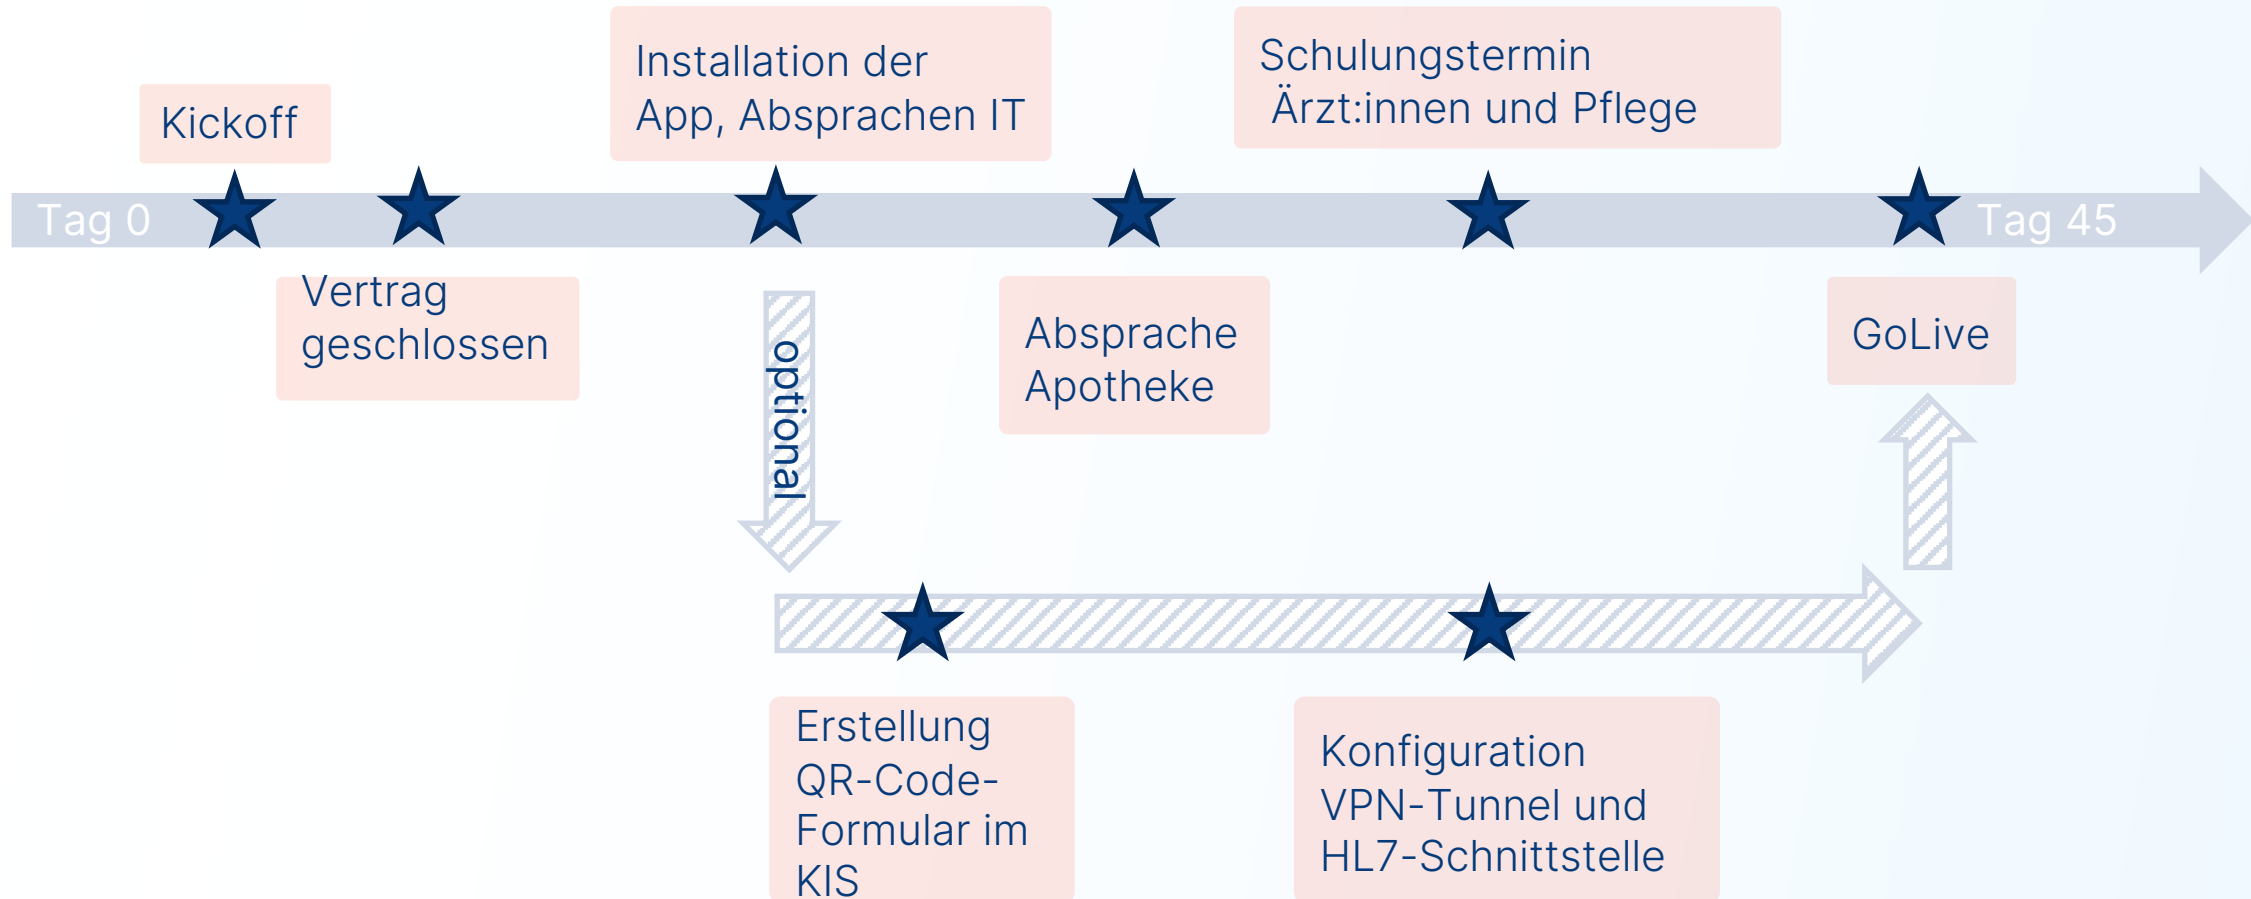 Kickoff
Installation der
App, Absprachen IT
Schulungstermin
Ärzt:innen und Pflege
Tag 0
Tag 45
Vertrag
geschlossen
optional
Absprache
Apotheke
GoLive
Erstellung
QR-Code-
Formular im
KIS
Konfiguration
VPN-Tunnel und
HL7-Schnittstelle